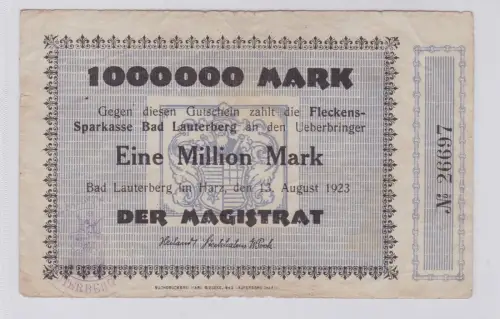 1000000 MARK
Gegen diesen Gutschein zahlt die Fleckens-
Sparkasse Bad Lauterberg an den Ueberbringer
Eine Million Mark
Bad Lauterberg im Harz, den 13. August 1923
DER MAGISTRAT
№ 26697